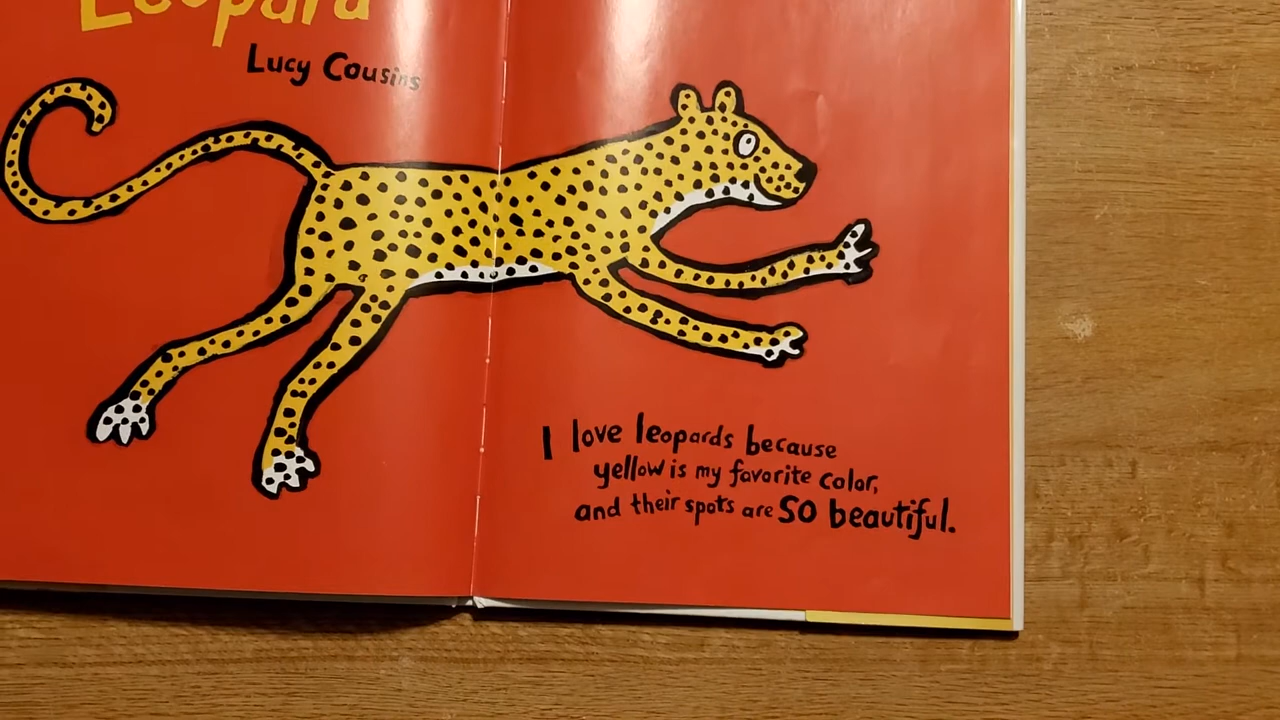 Leopard
Lucy Cousins
I love leopards because
yellow is my favorite color,
and their spots are SO beautiful.